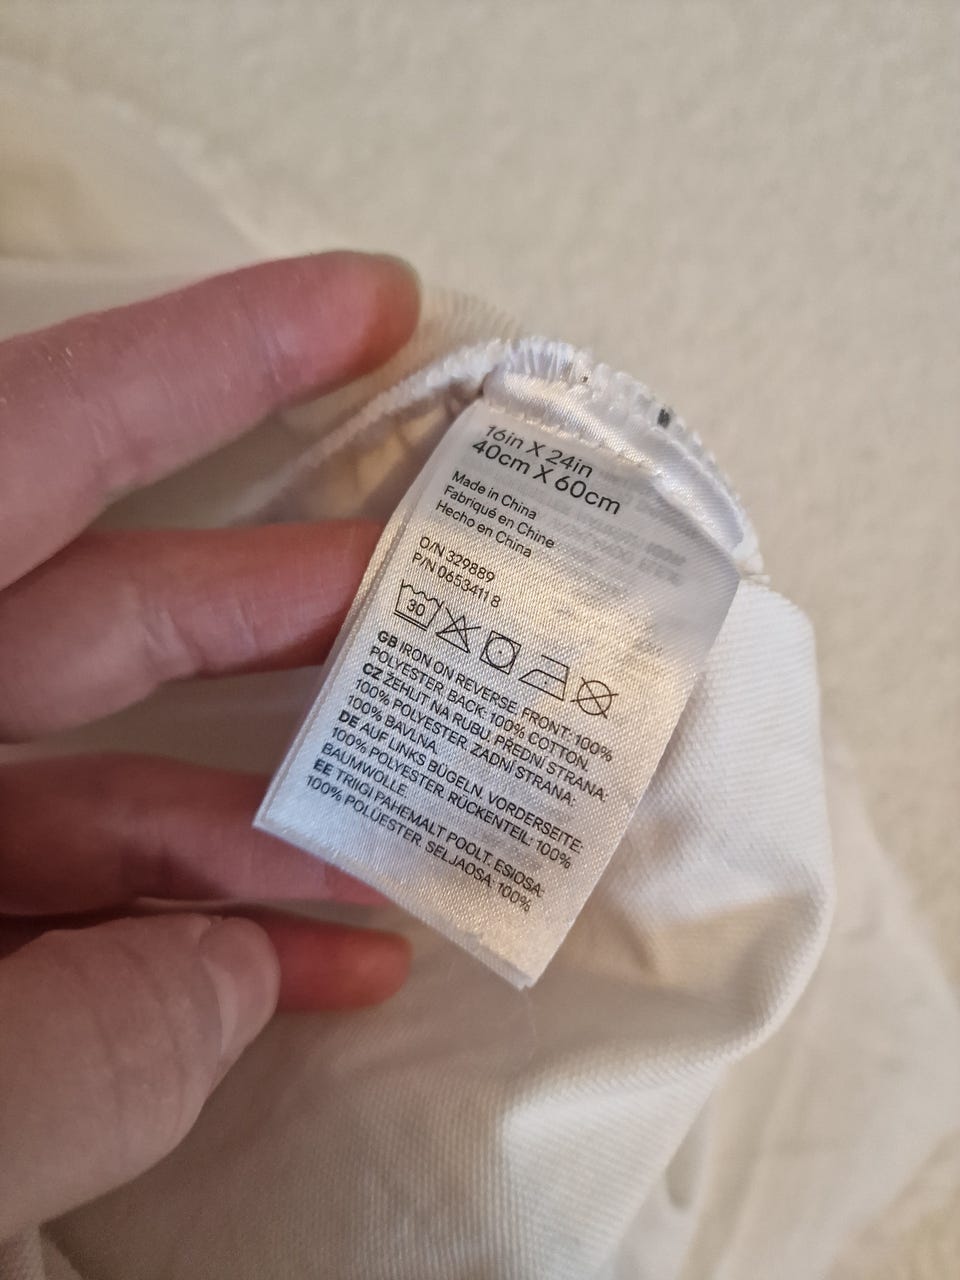 16in X 24in
40cm X 60cm
Made in China
Fabriqué en Chine
Hecho en China
O/N 329889
P/N 0653411 8
30
GB IRON ON REVERSE. FRONT: 100%
POLYESTER. BACK: 100% COTTON.
CZ ŽEHLIT NA RUBU. PŘEDNÍ STRANA:
100% POLYESTER. ZADNÍ STRANA:
100% BAVLNA.
DE AUF LINKS BÜGELN. VORDERSEITE:
100% POLYESTER. RÜCKENTEIL: 100%
BAUMWOLLE.
EE TRIIGI PAHEMALT POOLT. ESIOSA:
100% POLÜESTER. SELJAOSA: 100%